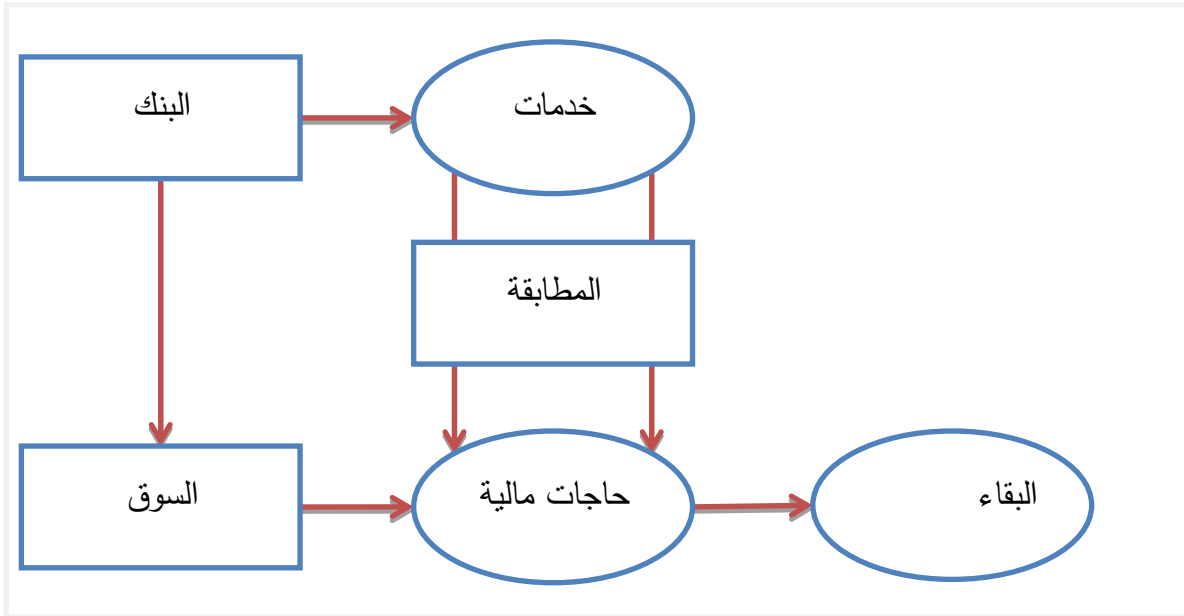 البنك
خدمات
المطابقة
السوق
حاجات مالية
البقاء